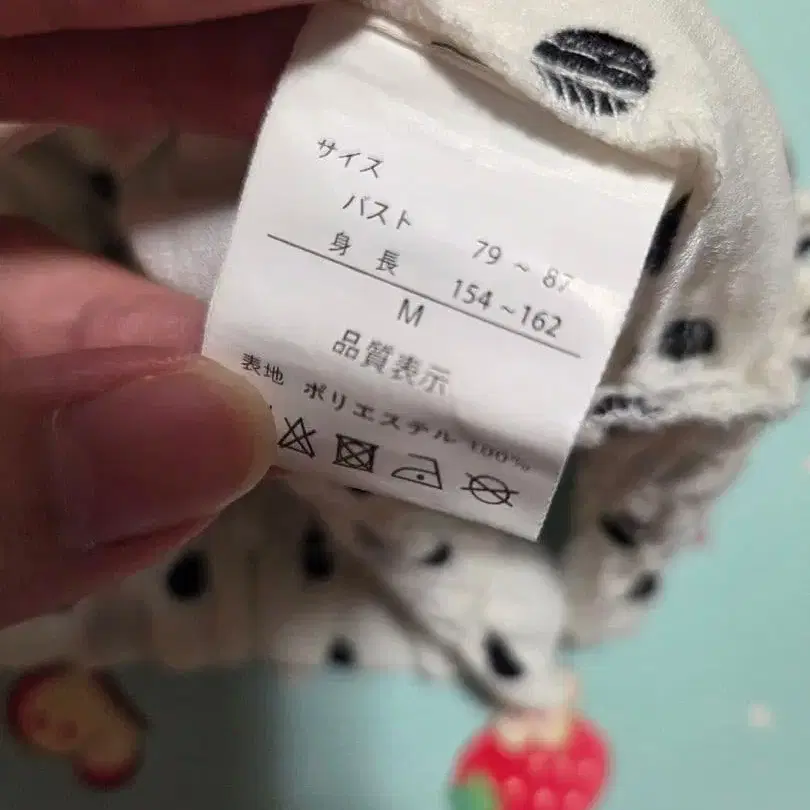 サイズ
バスト 79 ~ 87
身長 154 ~ 162
M
品質表示
表地 ポリエステル 100%